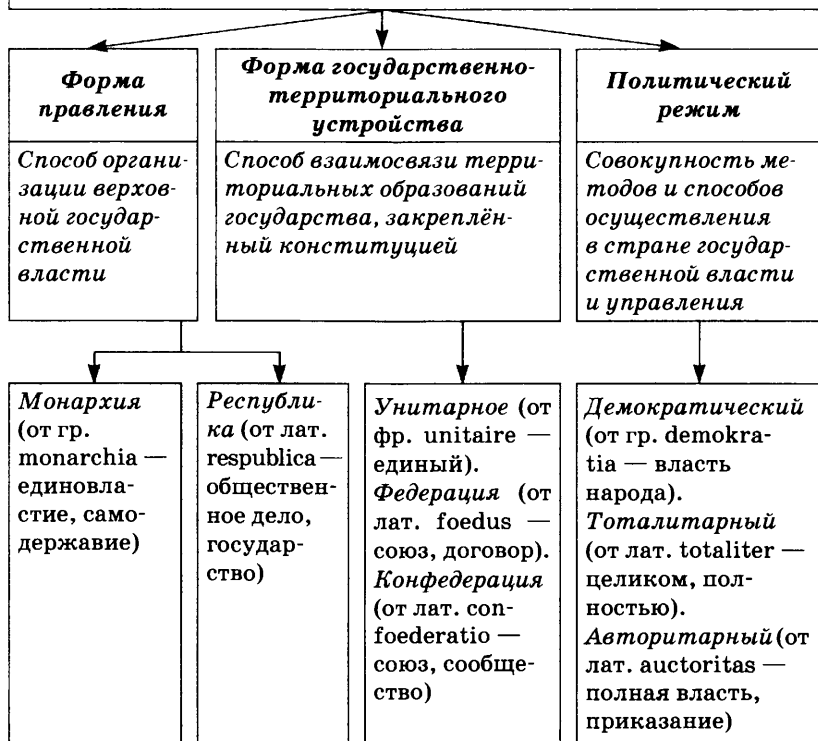 Форма
правления
Форма государственно-
территориального
устройства
Политический
режим
Способ органи-
зации верхов-
ной государ-
ственной
власти
Способ взаимосвязи терри-
ториальных образований
государства, закреплён-
ный конституцией
Совокупность ме-
тодов и способов
осуществления
в стране государ-
ственной власти
и управления
Монархия
(от гр.
monarchia —
единовла-
стие, само-
державие)
Республи-
ка (от лат.
respublica —
обществен-
ное дело,
государ-
ство)
Унитарное (от
фр. unitaire —
единый).
Федерация (от
лат. foedus —
союз, договор).
Конфедерация
(от лат. con-
foederatio —
союз, сообще-
ство)
Демократический
(от гр. demokra-
tia — власть
народа).
Тоталитарный
(от лат. totaliter —
целиком, пол-
ностью).
Авторитарный (от
лат. auctoritas —
полная власть,
приказание)